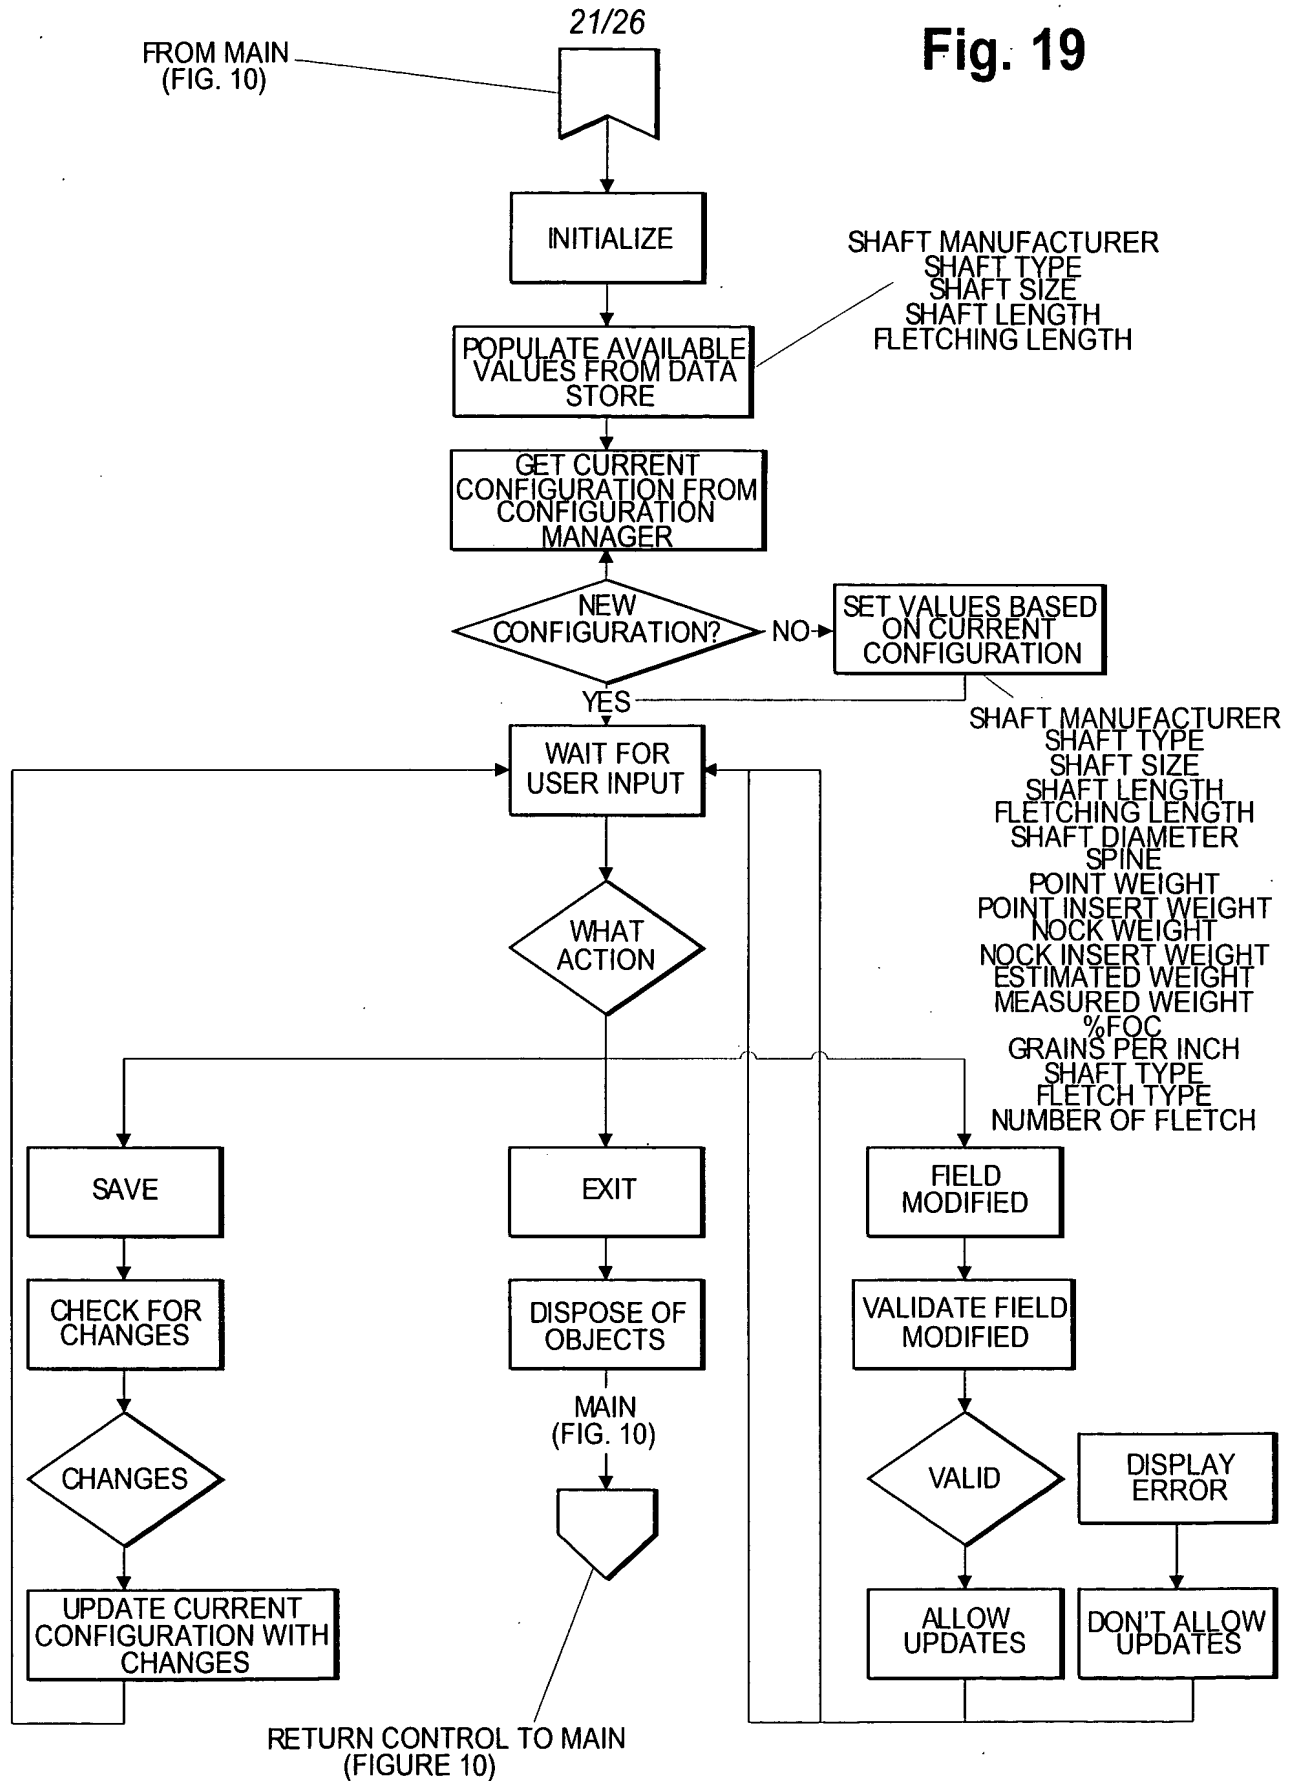 21/26
Fig. 19
FROM MAIN
(FIG. 10)
INITIALIZE
SHAFT MANUFACTURER
SHAFT TYPE
SHAFT SIZE
SHAFT LENGTH
FLETCHING LENGTH
POPULATE AVAILABLE
VALUES FROM DATA
STORE
GET CURRENT
CONFIGURATION FROM
CONFIGURATION
MANAGER
NEW
CONFIGURATION?
NO
SET VALUES BASED
ON CURRENT
CONFIGURATION
YES
SHAFT MANUFACTURER
SHAFT TYPE
SHAFT SIZE
SHAFT LENGTH
FLETCHING LENGTH
SHAFT DIAMETER
SPINE
POINT WEIGHT
POINT INSERT WEIGHT
NOCK WEIGHT
NOCK INSERT WEIGHT
ESTIMATED WEIGHT
MEASURED WEIGHT
%FOC
GRAINS PER INCH
SHAFT TYPE
FLETCH TYPE
NUMBER OF FLETCH
WAIT FOR
USER INPUT
WHAT
ACTION
SAVE
EXIT
FIELD
MODIFIED
CHECK FOR
CHANGES
DISPOSE OF
OBJECTS
VALIDATE FIELD
MODIFIED
MAIN
(FIG. 10)
CHANGES
VALID
DISPLAY
ERROR
UPDATE CURRENT
CONFIGURATION WITH
CHANGES
ALLOW
UPDATES
DON'T ALLOW
UPDATES
RETURN CONTROL TO MAIN
(FIGURE 10)